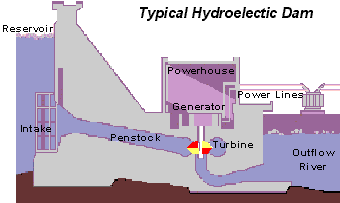 Typical Hydroelectic Dam
Reservoir
Powerhouse
Power Lines
Generator
Intake
Penstock
Turbine
Outflow
River